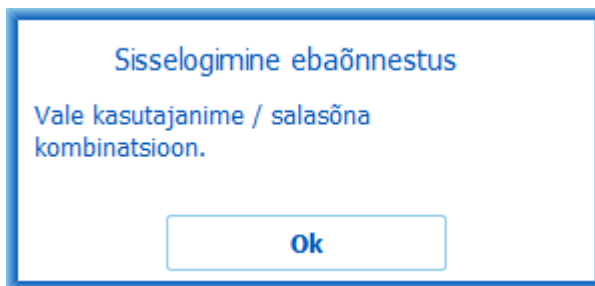 Sisselogimine ebaõnnestus
Vale kasutajanime / salasõna
kombinatsioon.
Ok